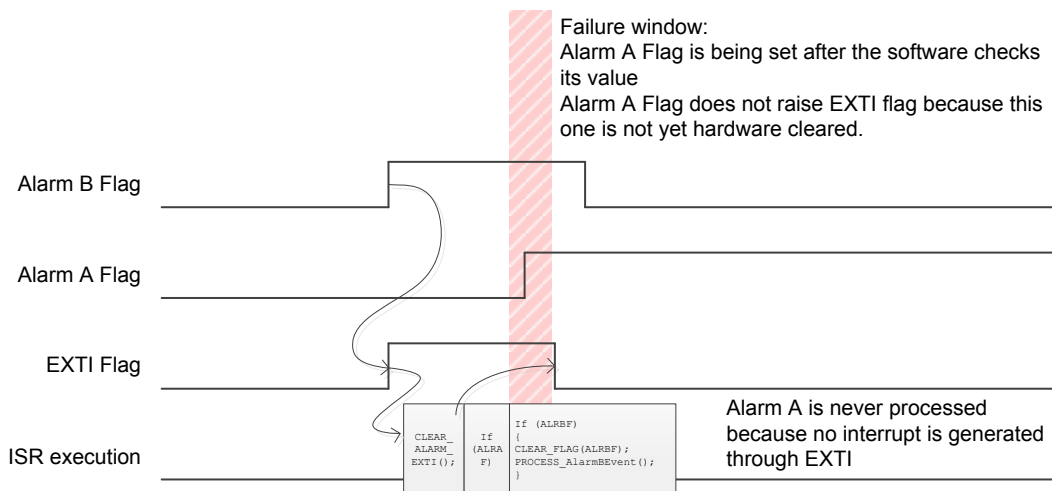 Failure window:
Alarm A Flag is being set after the software checks
its value
Alarm A Flag does not raise EXTI flag because this
one is not yet hardware cleared.
Alarm B Flag
Alarm A Flag
EXTI Flag
ISR execution
CLEAR_
ALARM_
EXTI();
If
(ALRA
F)
If (ALRBF)
{
CLEAR_FLAG(ALRBF);
PROCESS_AlarmBEvent();
}
Alarm A is never processed
because no interrupt is generated
through EXTI